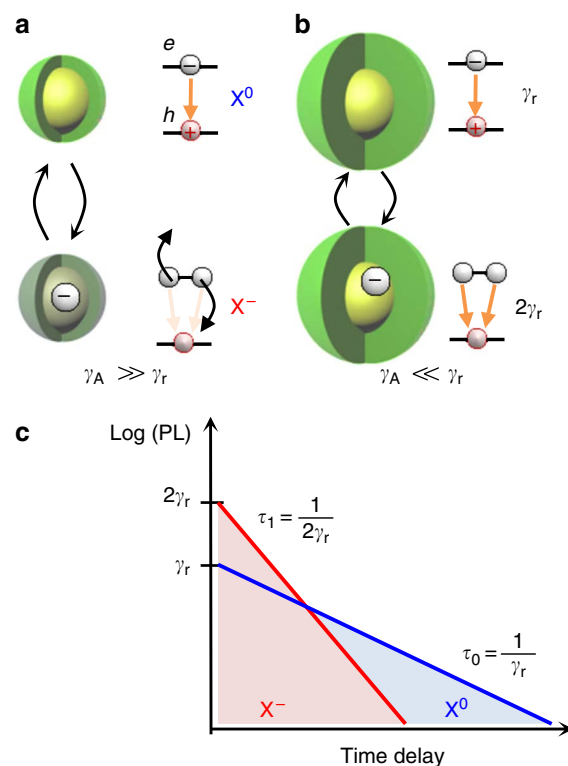 a
e
−
X⁰
h
+
−
X⁻
γA ≫ γr
b
−
γr
+
−
2γr
γA ≪ γr
c
Log (PL)
2γr
τ1 = 1/2γr
γr
τ0 = 1/γr
X⁻
X⁰
Time delay